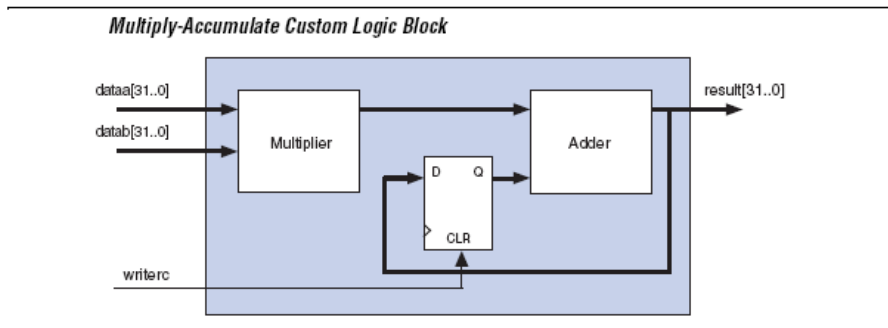 Multiply-Accumulate Custom Logic Block
dataa[31..0]
result[31..0]
datab[31..0]
Multiplier
Adder
D Q
CLR
writerc